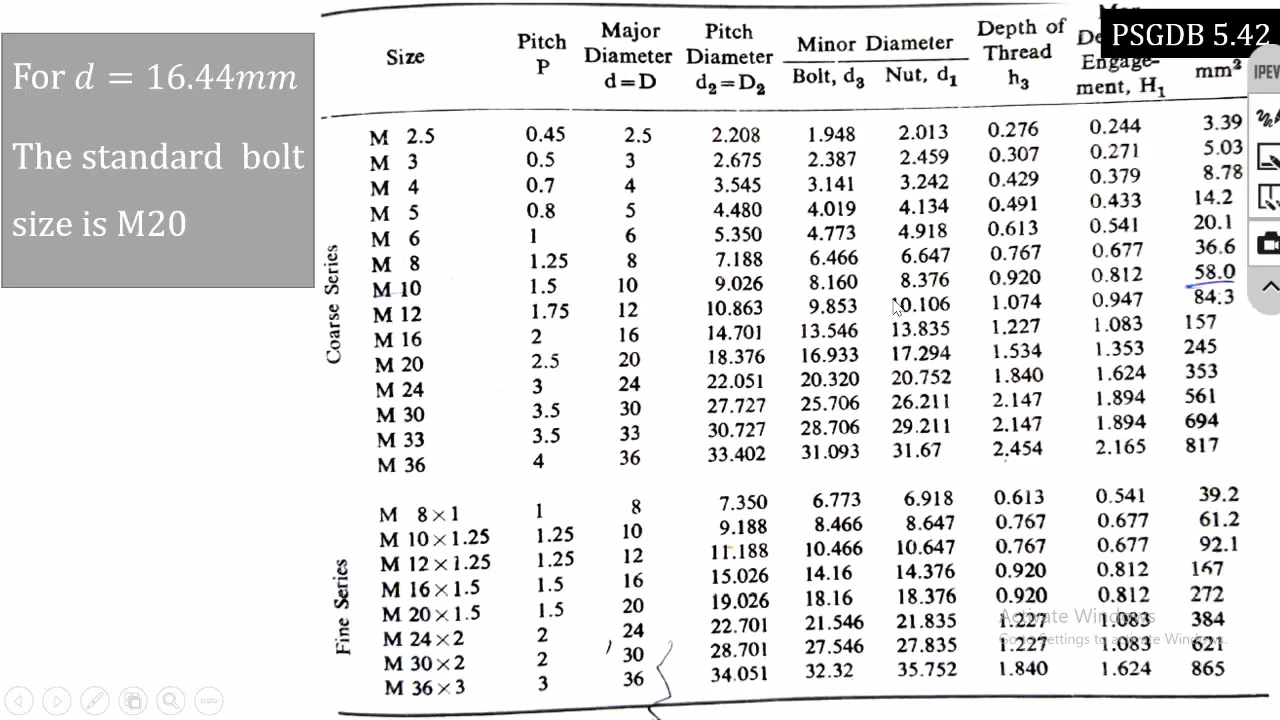 For d = 16.44mm
The standard bolt
size is M20
PSGDB 5.42
IPEV
Size Pitch P Major Diameter d=D Pitch Diameter d₂=D₂ Minor Diameter Bolt, d₃ Nut, d₁ Depth of Thread h₃ Engage-ment, H₁ mm²
Coarse Series
M 2.5 0.45 2.5 2.208 1.948 2.013 0.276 0.244 3.39
M 3 0.5 3 2.675 2.387 2.459 0.307 0.271 5.03
M 4 0.7 4 3.545 3.141 3.242 0.429 0.379 8.78
M 5 0.8 5 4.480 4.019 4.134 0.491 0.433 14.2
M 6 1 6 5.350 4.773 4.918 0.613 0.541 20.1
M 8 1.25 8 7.188 6.466 6.647 0.767 0.677 36.6
M 10 1.5 10 9.026 8.160 8.376 0.920 0.812 58.0
M 12 1.75 12 10.863 9.853 10.106 1.074 0.947 84.3
M 16 2 16 14.701 13.546 13.835 1.227 1.083 157
M 20 2.5 20 18.376 16.933 17.294 1.534 1.353 245
M 24 3 24 22.051 20.320 20.752 1.840 1.624 353
M 30 3.5 30 27.727 25.706 26.211 2.147 1.894 561
M 33 3.5 33 30.727 28.706 29.211 2.147 1.894 694
M 36 4 36 33.402 31.093 31.67 2.454 2.165 817
Fine Series
M 8×1 1 8 7.350 6.773 6.918 0.613 0.541 39.2
M 10×1.25 1.25 10 9.188 8.466 8.647 0.767 0.677 61.2
M 12×1.25 1.25 12 11.188 10.466 10.647 0.767 0.677 92.1
M 16×1.5 1.5 16 15.026 14.16 14.376 0.920 0.812 167
M 20×1.5 1.5 20 19.026 18.16 18.376 0.920 0.812 272
M 24×2 2 24 22.701 21.546 21.835 1.227 1.083 384
M 30×2 2 30 28.701 27.546 27.835 1.227 1.083 621
M 36×3 3 36 34.051 32.32 35.752 1.840 1.624 865
Activate Windows
Go to Settings to activate Windows.